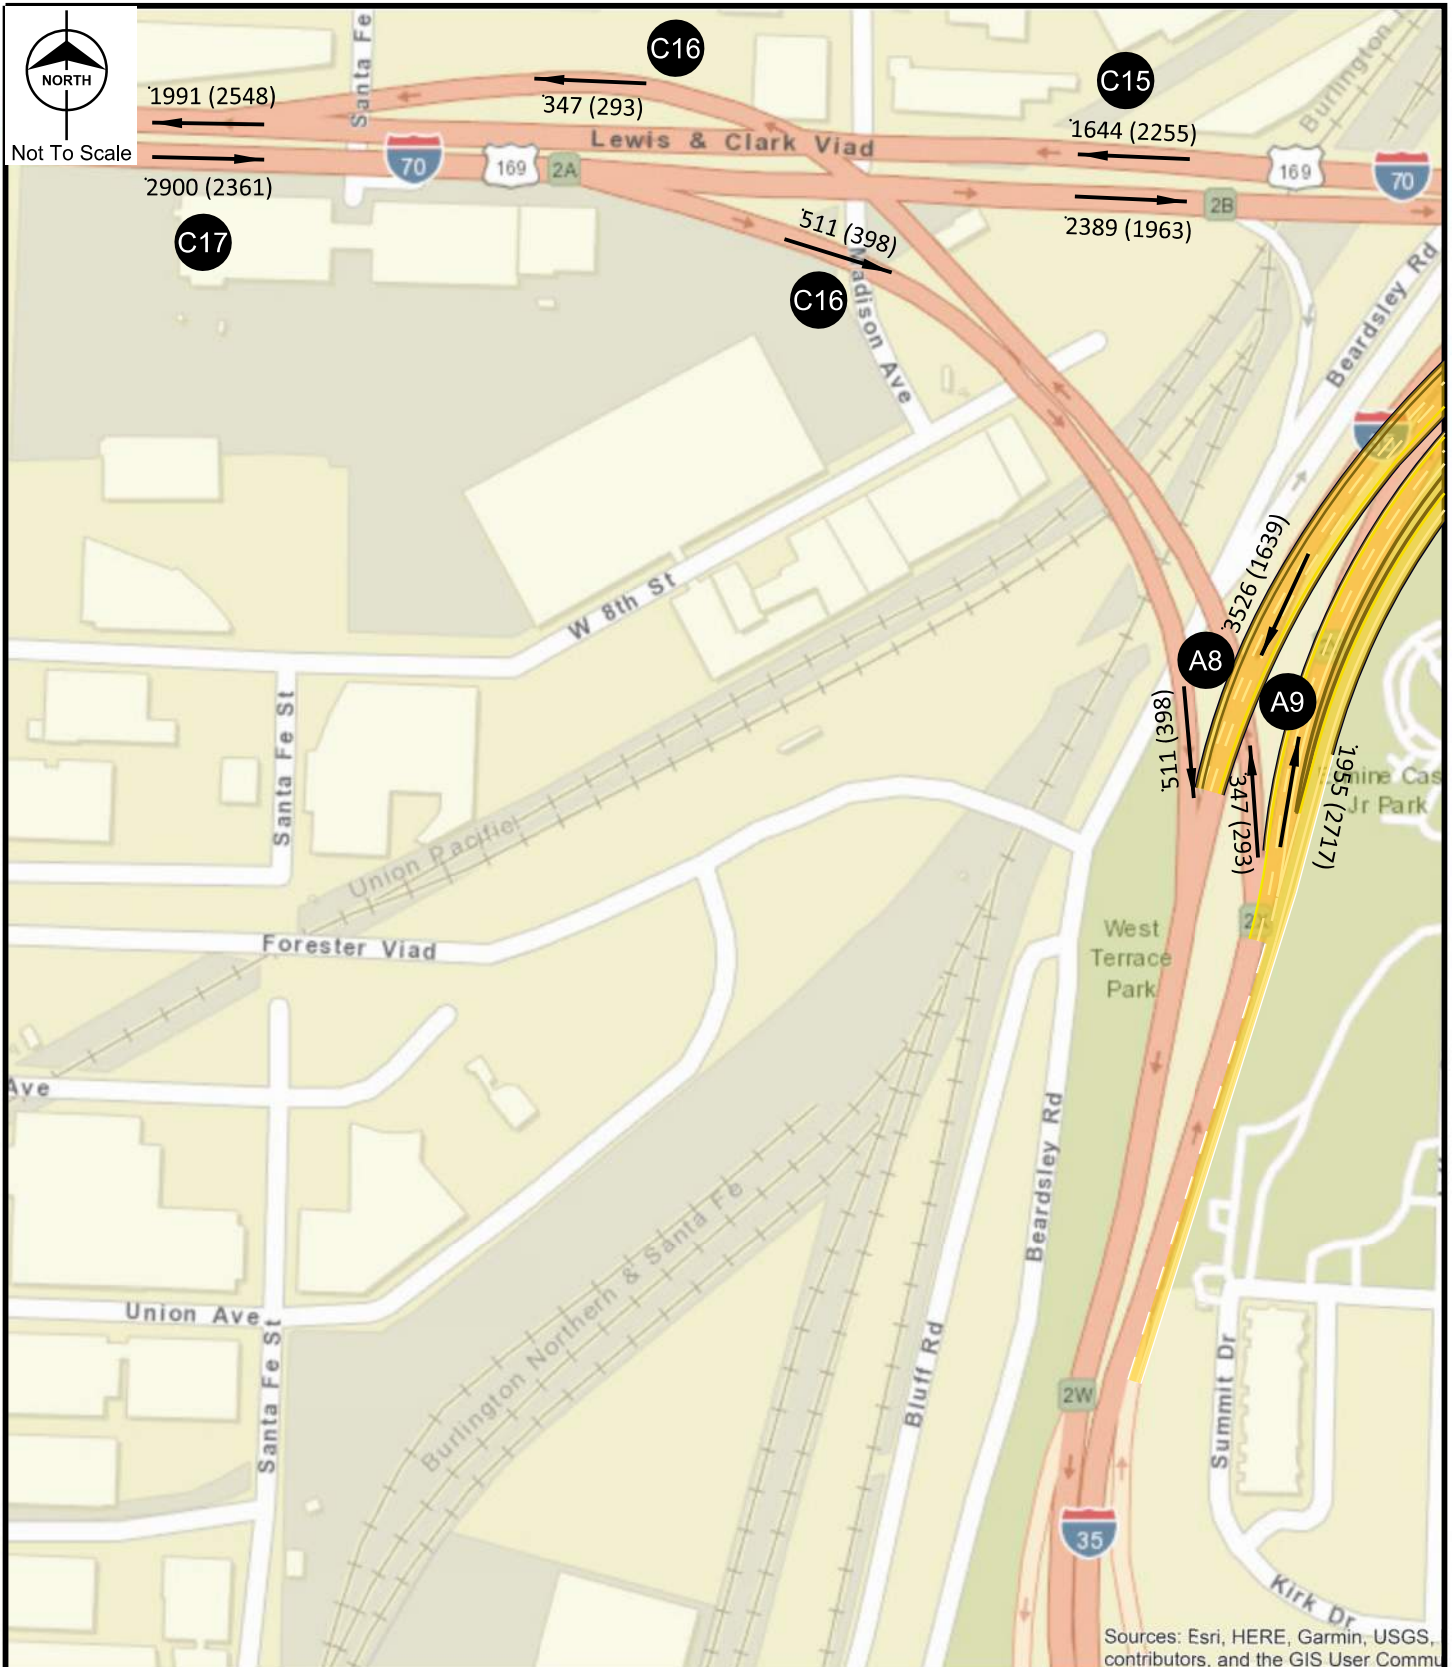 NORTH
Not To Scale
Santa Fe
C16
C15
Burlington
1991 (2548)
347 (293)
1644 (2255)
Lewis & Clark Viad
70
169
2A
169
70
2900 (2361)
2B
2389 (1963)
511 (398)
C17
C16
Madison Ave
Beardsley Rd
3526 (1639)
W 8th St
A8
A9
Santa Fe St
511 (398)
347 (293)
1955 (2717)
Jr Park
Union Pacific
Forester Viad
West
Terrace
Park
Ave
Beardsley Rd
Burlington Northern & Santa Fe
Union Ave
Santa Fe St
Bluff Rd
2W
Summit Dr
35
Kirk Dr
Sources: Esri, HERE, Garmin, USGS,
contributors, and the GIS User Commu